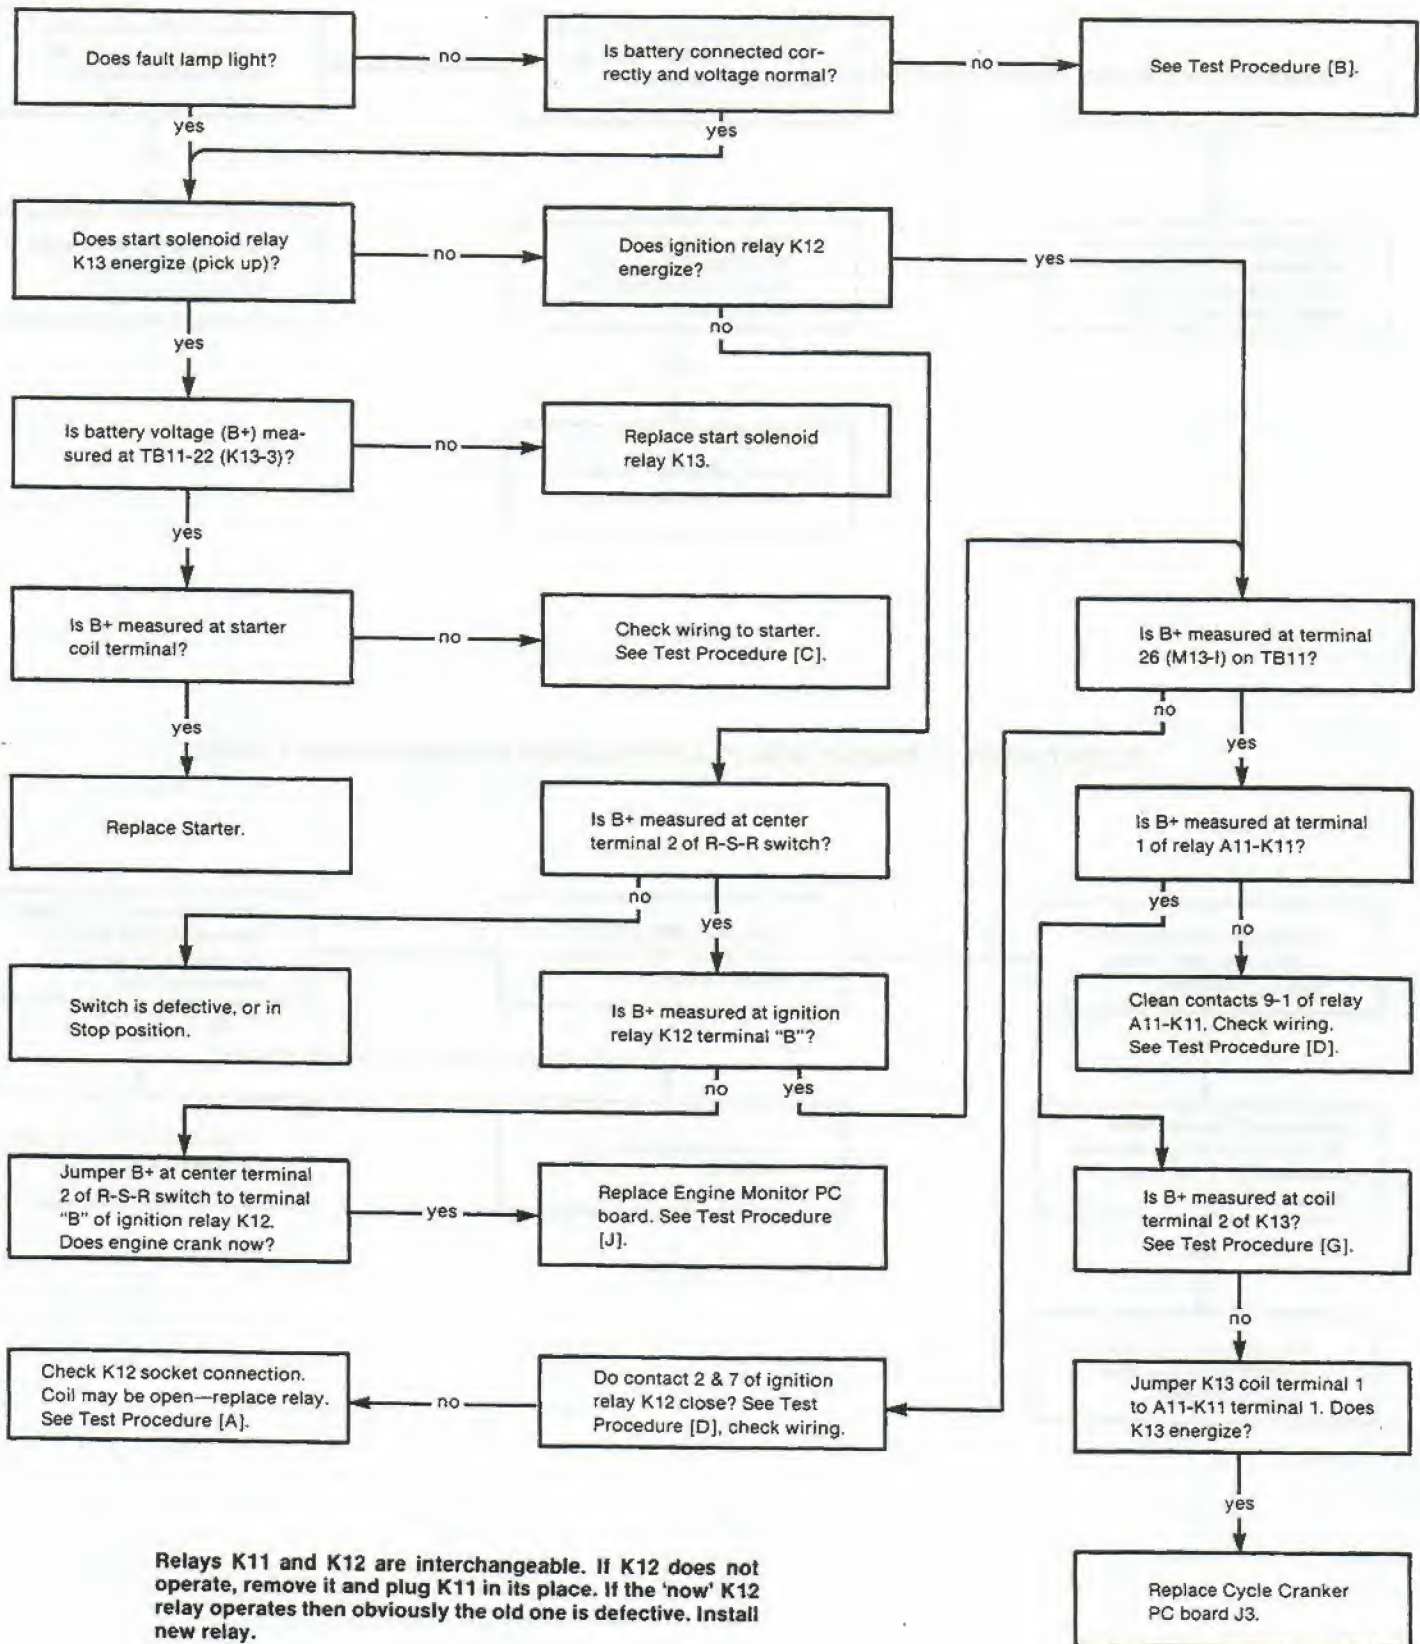 Does fault lamp light?
no
Is battery connected cor-
rectly and voltage normal?
no
See Test Procedure [B].
yes
yes
Does start solenoid relay
K13 energize (pick up)?
no
Does ignition relay K12
energize?
yes
yes
no
Is battery voltage (B+) mea-
sured at TB11-22 (K13-3)?
no
Replace start solenoid
relay K13.
yes
Is B+ measured at starter
coil terminal?
no
Check wiring to starter.
See Test Procedure [C].
Is B+ measured at terminal
26 (M13-I) on TB11?
yes
no
yes
Replace Starter.
Is B+ measured at center
terminal 2 of R-S-R switch?
Is B+ measured at terminal
1 of relay A11-K11?
no
yes
yes
no
Switch is defective, or in
Stop position.
Is B+ measured at ignition
relay K12 terminal "B"?
Clean contacts 9-1 of relay
A11-K11. Check wiring.
See Test Procedure [D].
no
yes
Jumper B+ at center terminal
2 of R-S-R switch to terminal
"B" of ignition relay K12.
Does engine crank now?
yes
Replace Engine Monitor PC
board. See Test Procedure
[J].
Is B+ measured at coil
terminal 2 of K13?
See Test Procedure [G].
no
Check K12 socket connection.
Coil may be open—replace relay.
See Test Procedure [A].
no
Do contact 2 & 7 of ignition
relay K12 close? See Test
Procedure [D], check wiring.
Jumper K13 coil terminal 1
to A11-K11 terminal 1. Does
K13 energize?
yes
Relays K11 and K12 are interchangeable. If K12 does not
operate, remove it and plug K11 in its place. If the 'now' K12
relay operates then obviously the old one is defective. Install
new relay.
Replace Cycle Cranker
PC board J3.